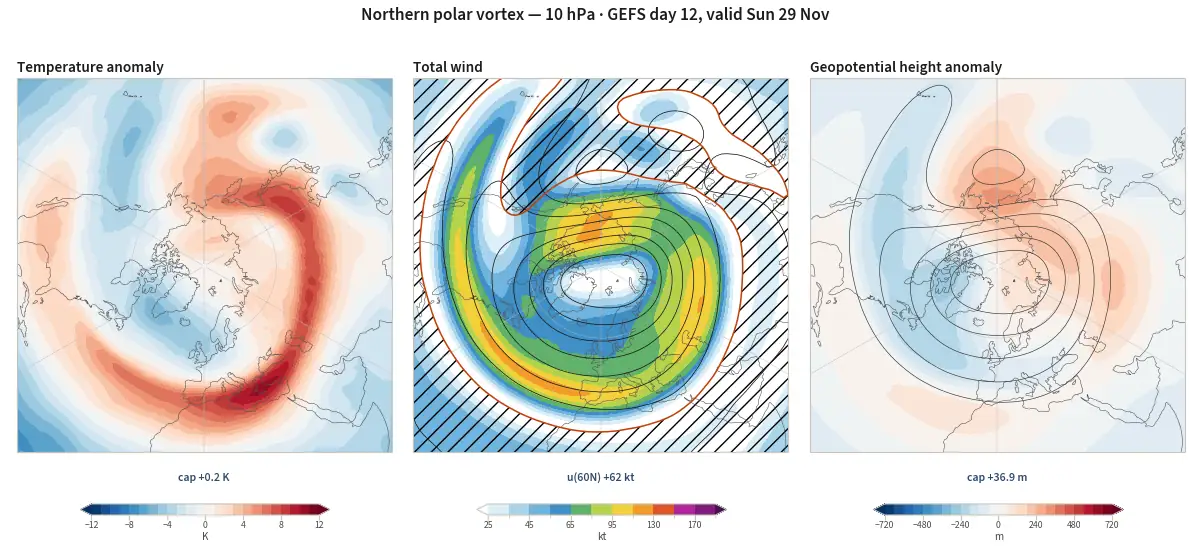 Northern polar vortex — 10 hPa · GEFS day 12, valid Sun 29 Nov
Temperature anomaly
Total wind
Geopotential height anomaly
cap +0.2 K
u(60N) +62 kt
cap +36.9 m
−12 −8 −4 0 4 8 12
K
25 45 65 95 130 170
kt
−720 −480 −240 0 240 480 720
m